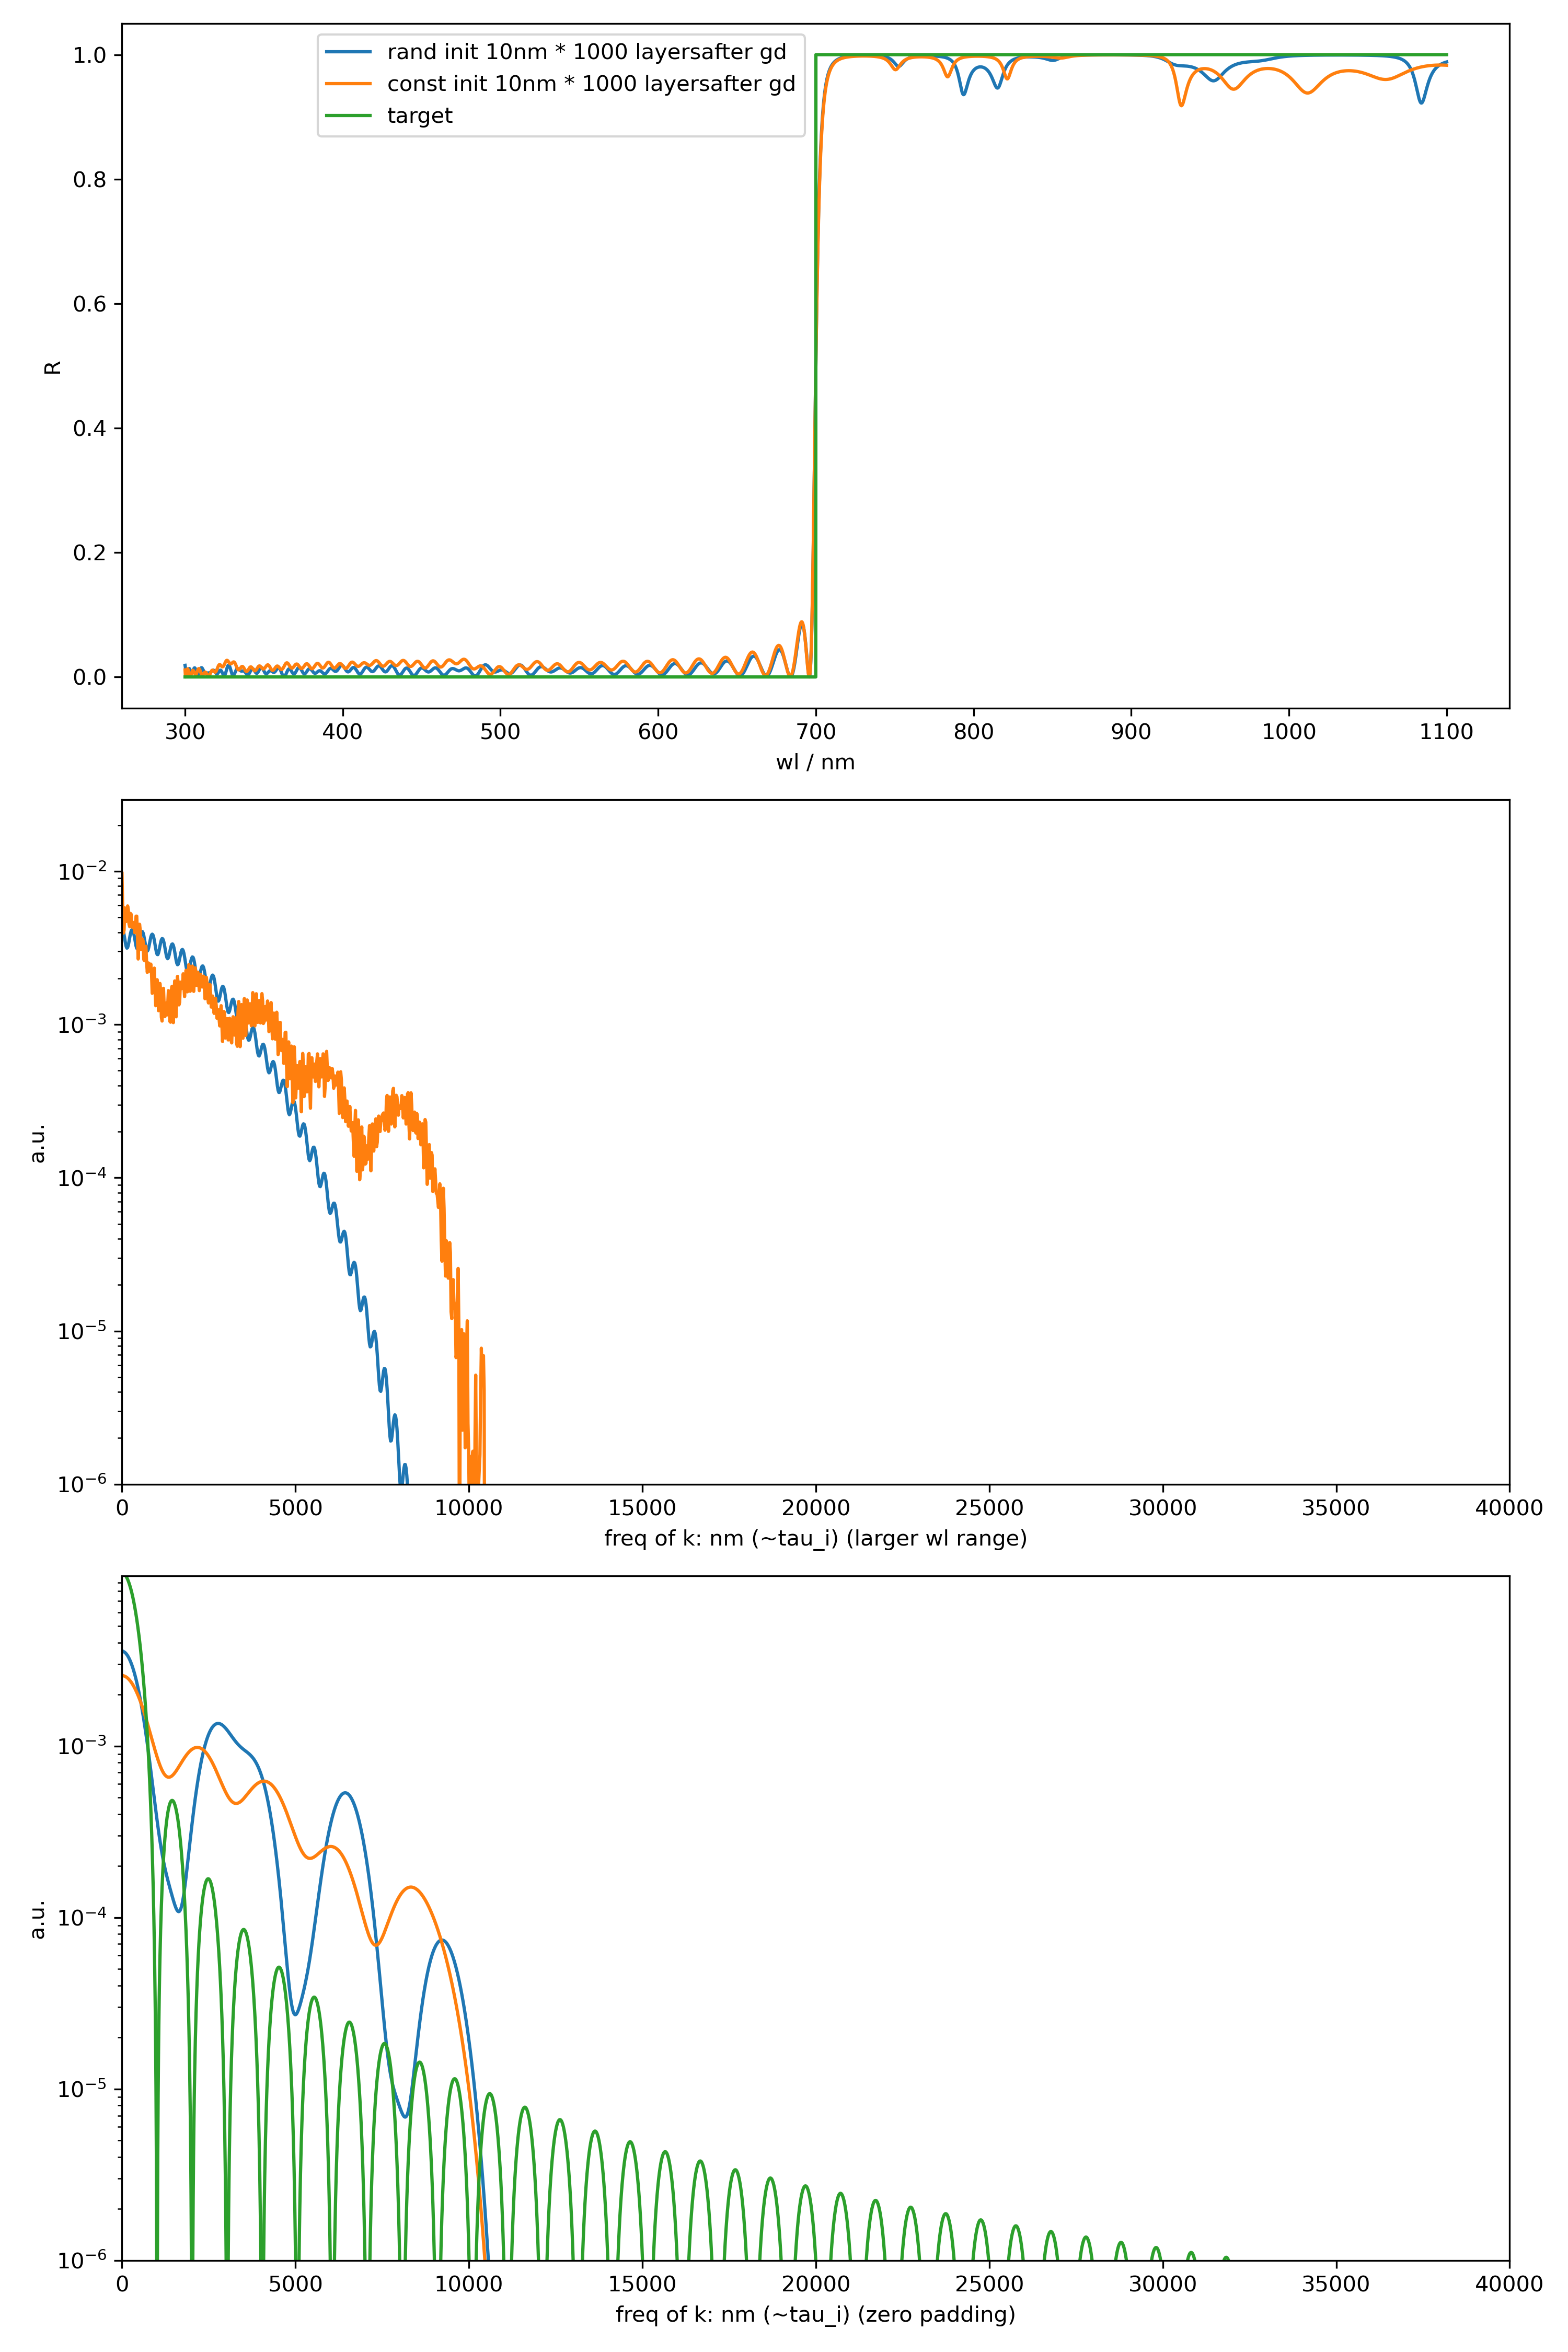 rand init 10nm * 1000 layersafter gd
const init 10nm * 1000 layersafter gd
target
1.0
0.8
0.6
0.4
0.2
0.0
R
300 400 500 600 700 800 900 1000 1100
wl / nm
10⁻²
10⁻³
10⁻⁴
10⁻⁵
10⁻⁶
a.u.
0 5000 10000 15000 20000 25000 30000 35000 40000
freq of k: nm (~tau_i) (larger wl range)
10⁻³
10⁻⁴
10⁻⁵
10⁻⁶
a.u.
0 5000 10000 15000 20000 25000 30000 35000 40000
freq of k: nm (~tau_i) (zero padding)